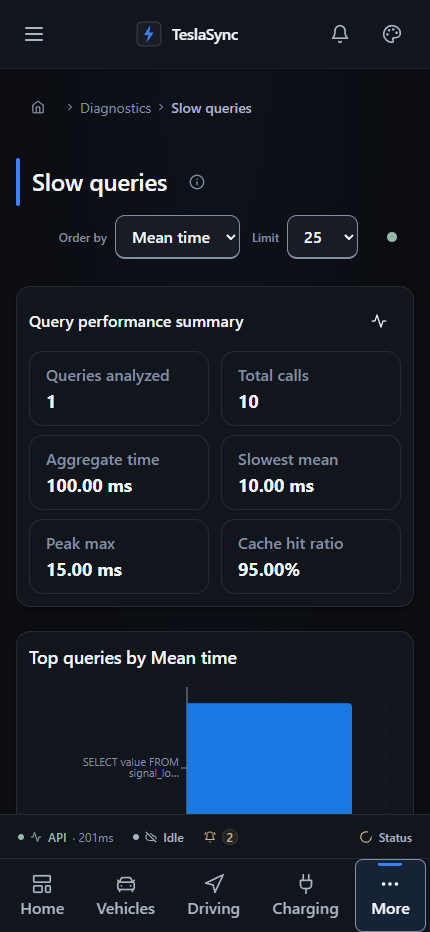 TeslaSync
Diagnostics Slow queries
Slow queries
Order by Mean time Limit 25
Query performance summary
Queries analyzed Total calls
1 10
Aggregate time Slowest mean
100.00 ms 10.00 ms
Peak max Cache hit ratio
15.00 ms 95.00%
Top queries by Mean time
SELECT value FROM
signal_lo...
API · 201ms Idle 2 Status
Home Vehicles Driving Charging More